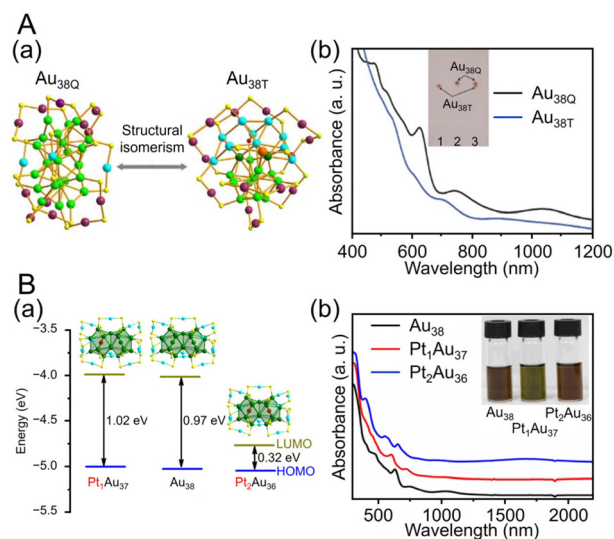 A
(a)
Au38Q
Au38T
Structural
isomerism
(b)
Absorbance (a. u.)
Au38Q
Au38T
1 2 3
Au38Q
Au38T
400 600 800 1000 1200
Wavelength (nm)
B
(a)
Energy (eV)
−3.5
−4.0
−4.5
−5.0
−5.5
1.02 eV
0.97 eV
0.32 eV
LUMO
HOMO
Pt1Au37
Au38
Pt2Au36
(b)
Absorbance (a. u.)
Au38
Pt1Au37
Pt2Au36
Au38
Pt2Au36
Pt1Au37
500 1000 1500 2000
Wavelength (nm)